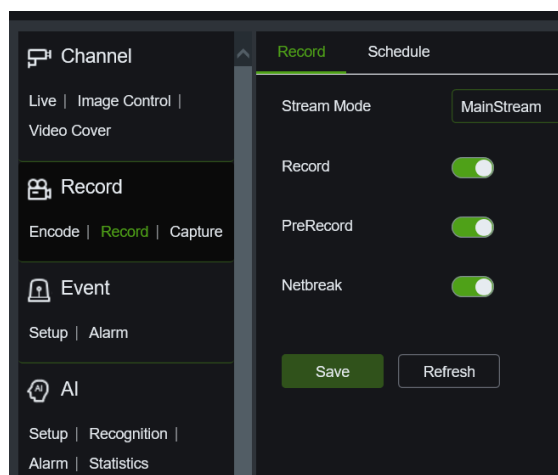 Channel
Live | Image Control |
Video Cover
Record
Encode | Record | Capture
Event
Setup | Alarm
AI
AI
Setup | Recognition |
Alarm | Statistics
Record Schedule
Stream Mode MainStream
Record
PreRecord
Netbreak
Save Refresh